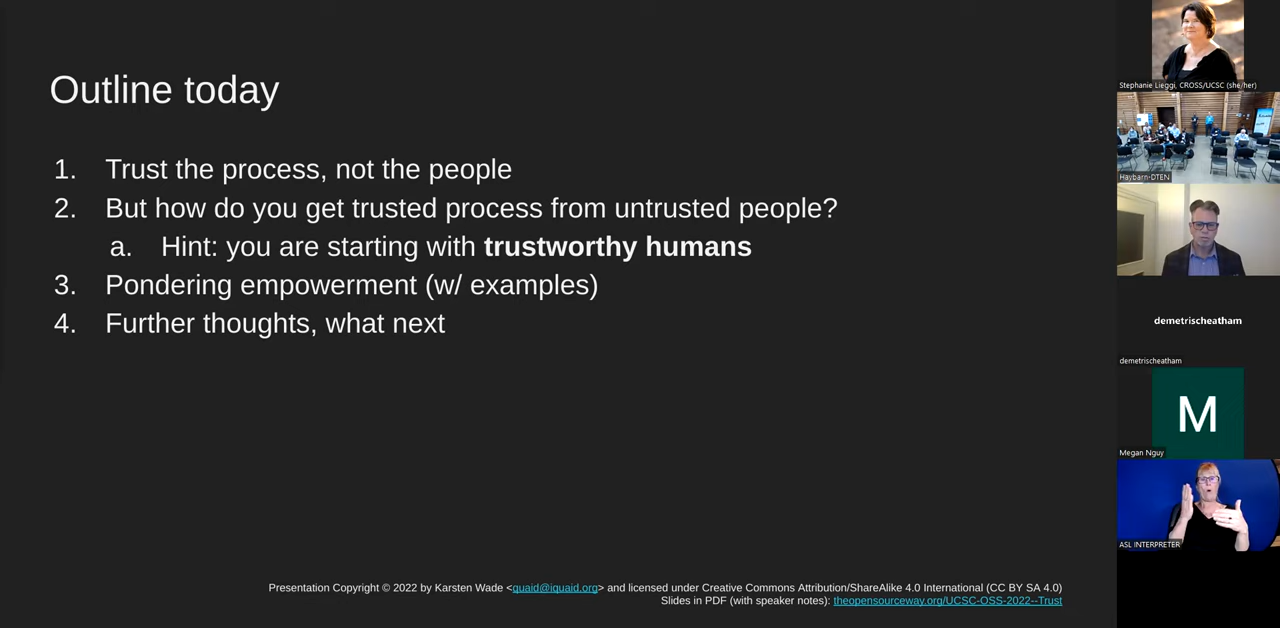 Outline today
1. Trust the process, not the people
2. But how do you get trusted process from untrusted people?
a. Hint: you are starting with trustworthy humans
3. Pondering empowerment (w/ examples)
4. Further thoughts, what next
Presentation Copyright © 2022 by Karsten Wade <quaid@iquaid.org> and licensed under Creative Commons Attribution/ShareAlike 4.0 International (CC BY SA 4.0)
Slides in PDF (with speaker notes): theopensourceway.org/UCSC-OSS-2022--Trust
Stephanie Lieggi, CROSS/UCSC (she/her)
Haybarn-DTEN
demetrischeatham
demetrischeatham
M
Megan Nguy
ASL INTERPRETER